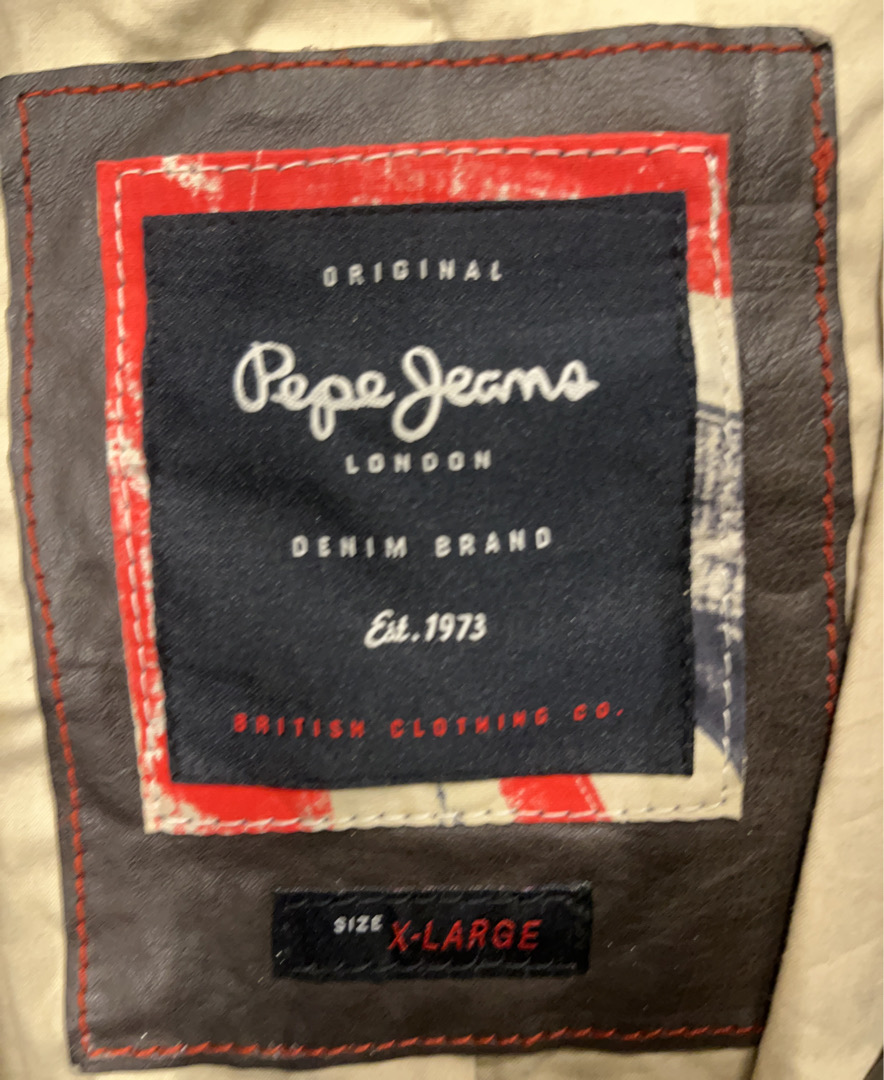 ORIGINAL
Pepe Jeans
LONDON
DENIM BRAND
Est. 1973
BRITISH CLOTHING CO.
SIZE X-LARGE